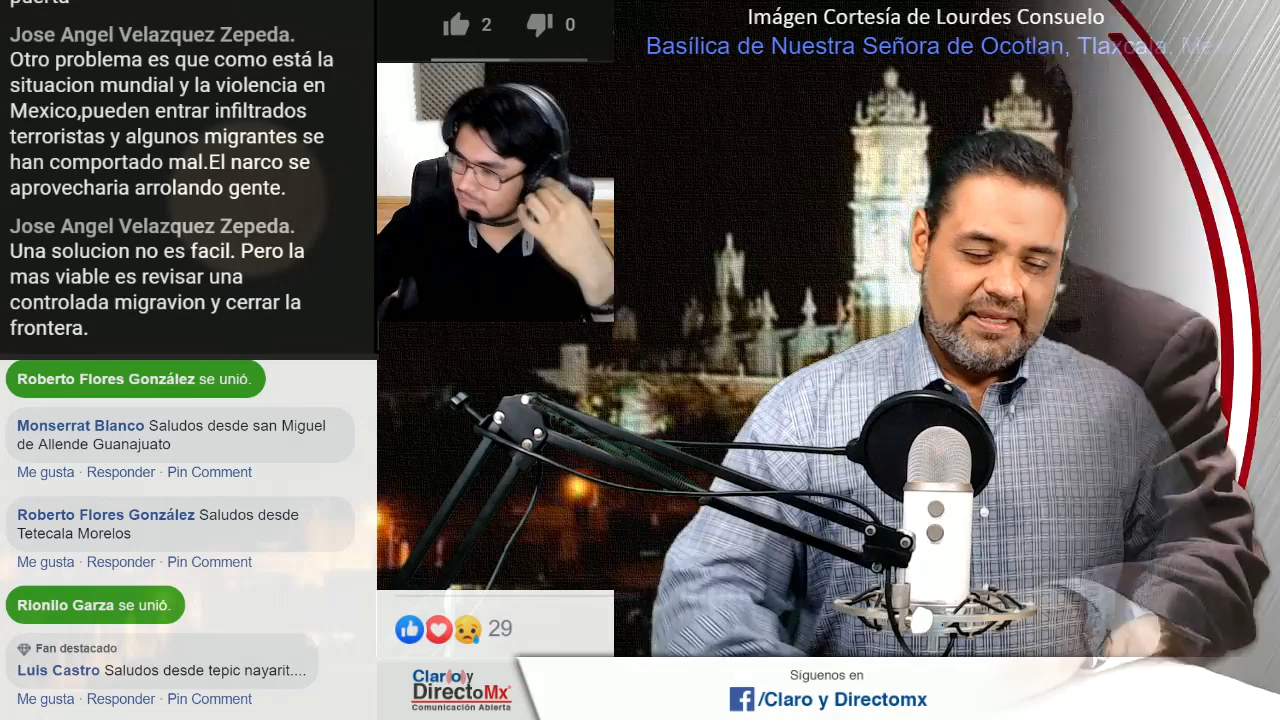 puerta
Jose Angel Velazquez Zepeda.
Otro problema es que como está la
situacion mundial y la violencia en
Mexico,pueden entrar infiltrados
terroristas y algunos migrantes se
han comportado mal.El narco se
aprovecharia arrolando gente.
Jose Angel Velazquez Zepeda.
Una solucion no es facil. Pero la
mas viable es revisar una
controlada migravion y cerrar la
frontera.
Roberto Flores González se unió.
Monserrat Blanco Saludos desde san Miguel
de Allende Guanajuato
Me gusta · Responder · Pin Comment
Roberto Flores González Saludos desde
Tetecala Morelos
Me gusta · Responder · Pin Comment
Rionilo Garza se unió.
Fan destacado
Luis Castro Saludos desde tepic nayarit....
Me gusta · Responder · Pin Comment
2 0
29
Imágen Cortesía de Lourdes Consuelo
Basílica de Nuestra Señora de Ocotlan, Tlaxcala,
Claro y
DirectoMx
Comunicación Abierta
Síguenos en
/Claro y Directomx